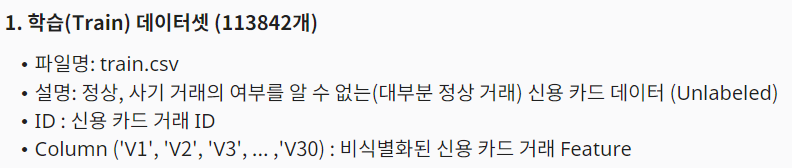 1. 학습(Train) 데이터셋 (113842개)
• 파일명: train.csv
• 설명: 정상, 사기 거래의 여부를 알 수 없는(대부분 정상 거래) 신용 카드 데이터 (Unlabeled)
• ID : 신용 카드 거래 ID
• Column ('V1', 'V2', 'V3', ... ,'V30) : 비식별화된 신용 카드 거래 Feature